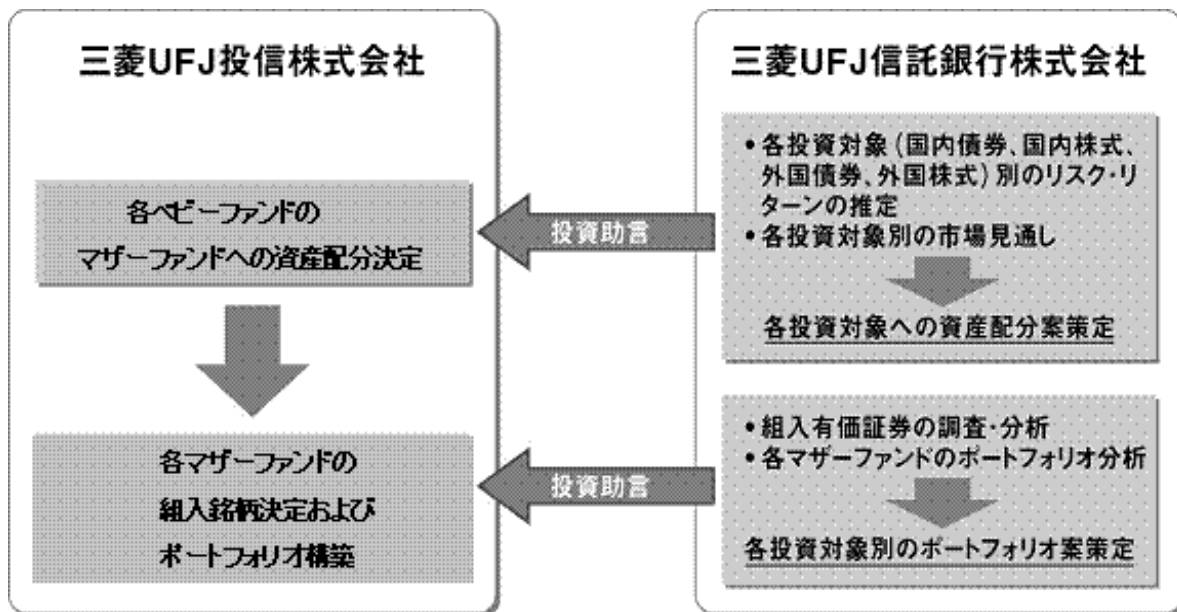 三菱UFJ投信株式会社
各ベビーファンドの
マザーファンドへの資産配分決定
各マザーファンドの
組入銘柄決定および
ポートフォリオ構築
投資助言
投資助言
三菱UFJ信託銀行株式会社
•各投資対象(国内債券、国内株式、
外国債券、外国株式)別のリスク・リ
ターンの推定
•各投資対象別の市場見通し
各投資対象への資産配分案策定
•組入有価証券の調査・分析
•各マザーファンドのポートフォリオ分析
各投資対象別のポートフォリオ案策定